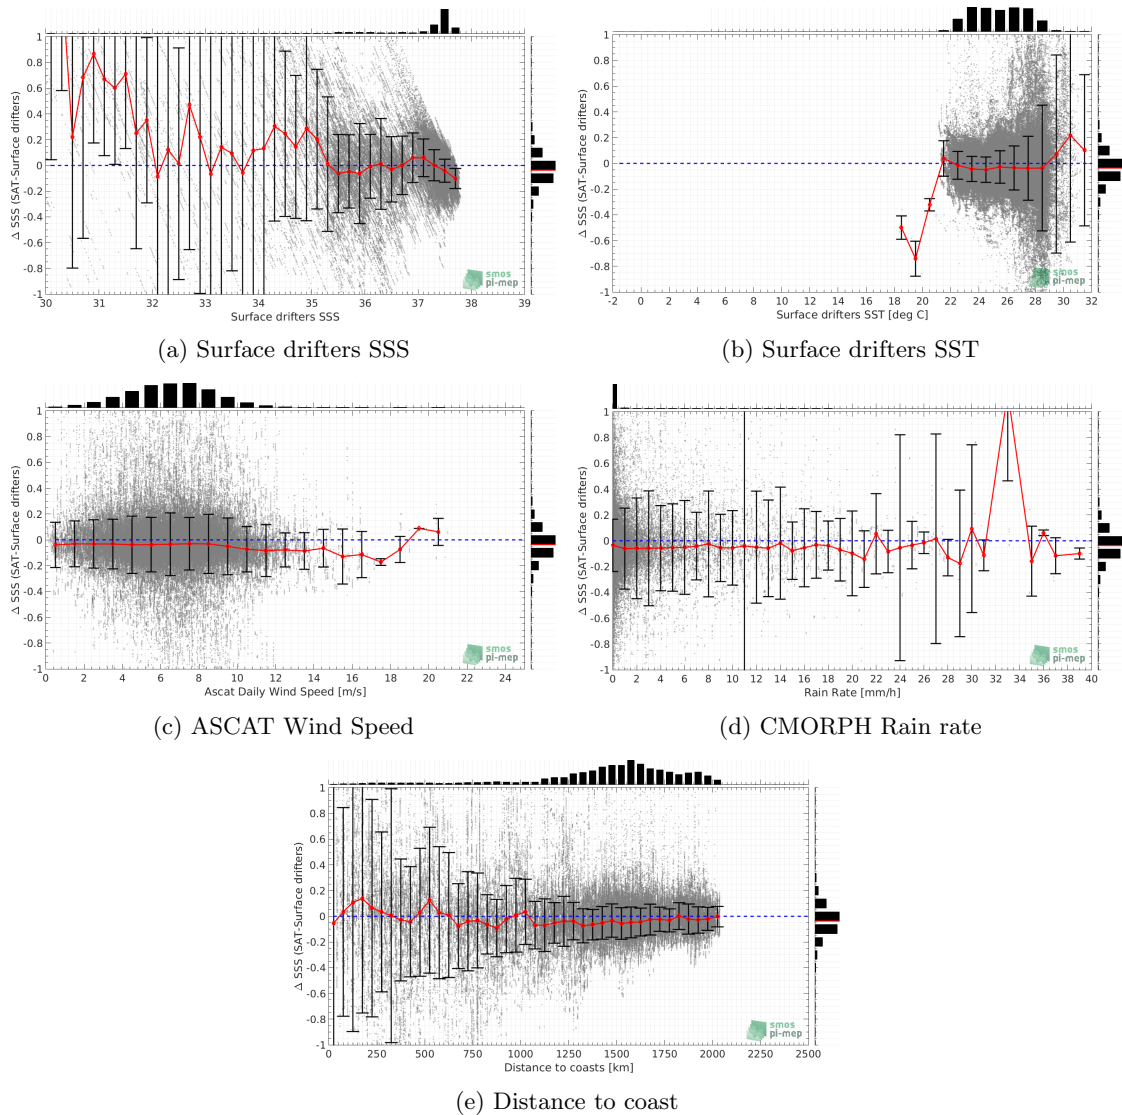 1
0.8
0.6
0.4
0.2
0
-0.2
-0.4
-0.6
-0.8
-1
Δ SSS (SAT-Surface drifters)
30 31 32 33 34 35 36 37 38 39
Surface drifters SSS
smos
pi-mep
(a) Surface drifters SSS
1
0.8
0.6
0.4
0.2
0
-0.2
-0.4
-0.6
-0.8
-1
Δ SSS (SAT-Surface drifters)
-2 0 2 4 6 8 10 12 14 16 18 20 22 24 26 28 30 32
Surface drifters SST [deg C]
smos
pi-mep
(b) Surface drifters SST
1
0.8
0.6
0.4
0.2
0
-0.2
-0.4
-0.6
-0.8
-1
Δ SSS (SAT-Surface drifters)
0 2 4 6 8 10 12 14 16 18 20 22 24
Ascat Daily Wind Speed [m/s]
smos
pi-mep
(c) ASCAT Wind Speed
1
0.8
0.6
0.4
0.2
0
-0.2
-0.4
-0.6
-0.8
-1
Δ SSS (SAT-Surface drifters)
0 2 4 6 8 10 12 14 16 18 20 22 24 26 28 30 32 34 36 38 40
Rain Rate [mm/h]
smos
pi-mep
(d) CMORPH Rain rate
1
0.8
0.6
0.4
0.2
0
-0.2
-0.4
-0.6
-0.8
-1
Δ SSS (SAT-Surface drifters)
0 250 500 750 1000 1250 1500 1750 2000 2250 2500
Distance to coasts [km]
smos
pi-mep
(e) Distance to coast